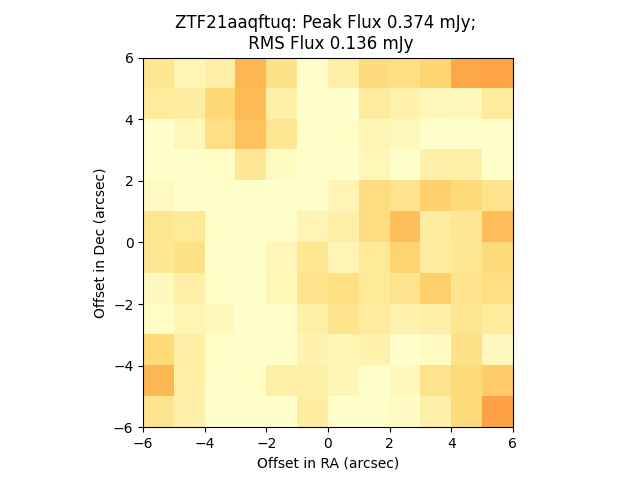 ZTF21aaqftuq: Peak Flux 0.374 mJy;
RMS Flux 0.136 mJy
6
4
2
0
−2
−4
−6
Offset in Dec (arcsec)
−6 −4 −2 0 2 4 6
Offset in RA (arcsec)